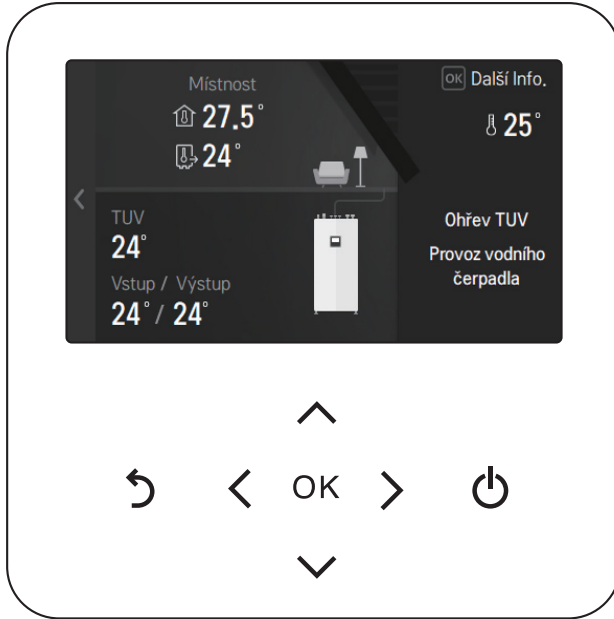 Místnost
27.5°
24°
TUV
24°
Vstup / Výstup
24° / 24°
OK Další Info.
25°
Ohřev TUV
Provoz vodního
čerpadla
OK